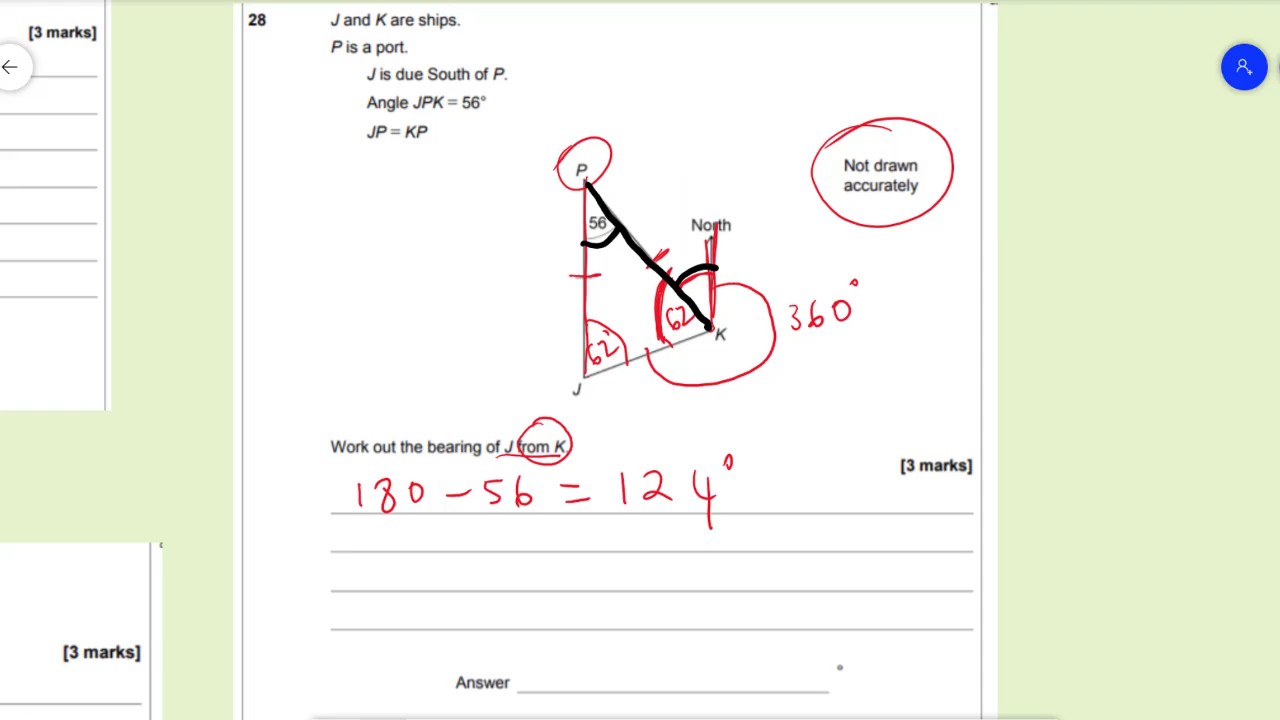 [3 marks]
28 J and K are ships.
P is a port.
J is due South of P.
Angle JPK = 56°
JP = KP
Not drawn
accurately
P
56
North
62
K
360°
62°
J
Work out the bearing of J from K.
[3 marks]
180 - 56 = 124°
[3 marks]
Answer °